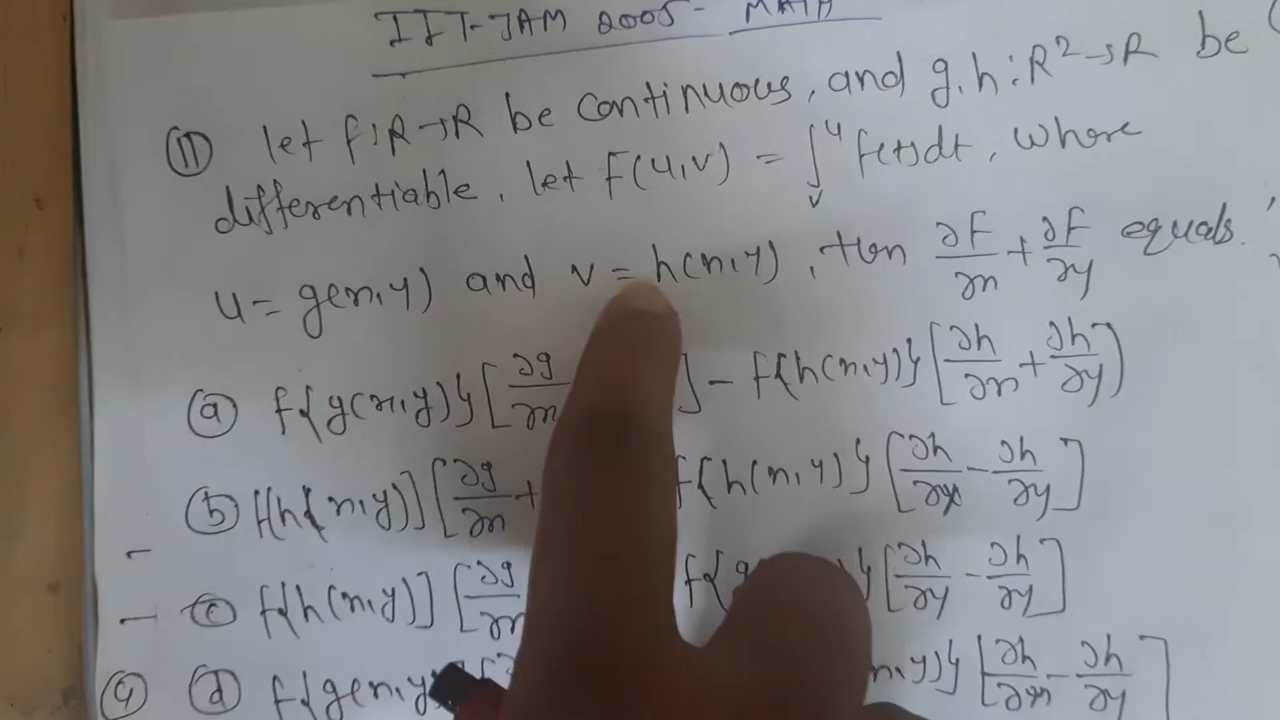 IIT-JAM 2005- MATH
(11) let f:R→R be continuous, and g,h:R²→R be
differentiable. let F(u,v) = ∫ᵥᵘ f(t)dt, where
u = g(x,y) and v = h(x,y), then ∂F/∂x + ∂F/∂y equals.
(a) f{g(x,y)}[∂g/∂x ] - f{h(x,y)}[∂h/∂x + ∂h/∂y)
(b) f{h(x,y)][∂g/∂x + f{h(x,y)}[∂h/∂x - ∂h/∂y]
(c) f{h(x,y)][∂g/∂x f{g }[∂h/∂y - ∂h/∂y]
(d) f{g(x,y x,y)}[∂h/∂x - ∂h/∂y]